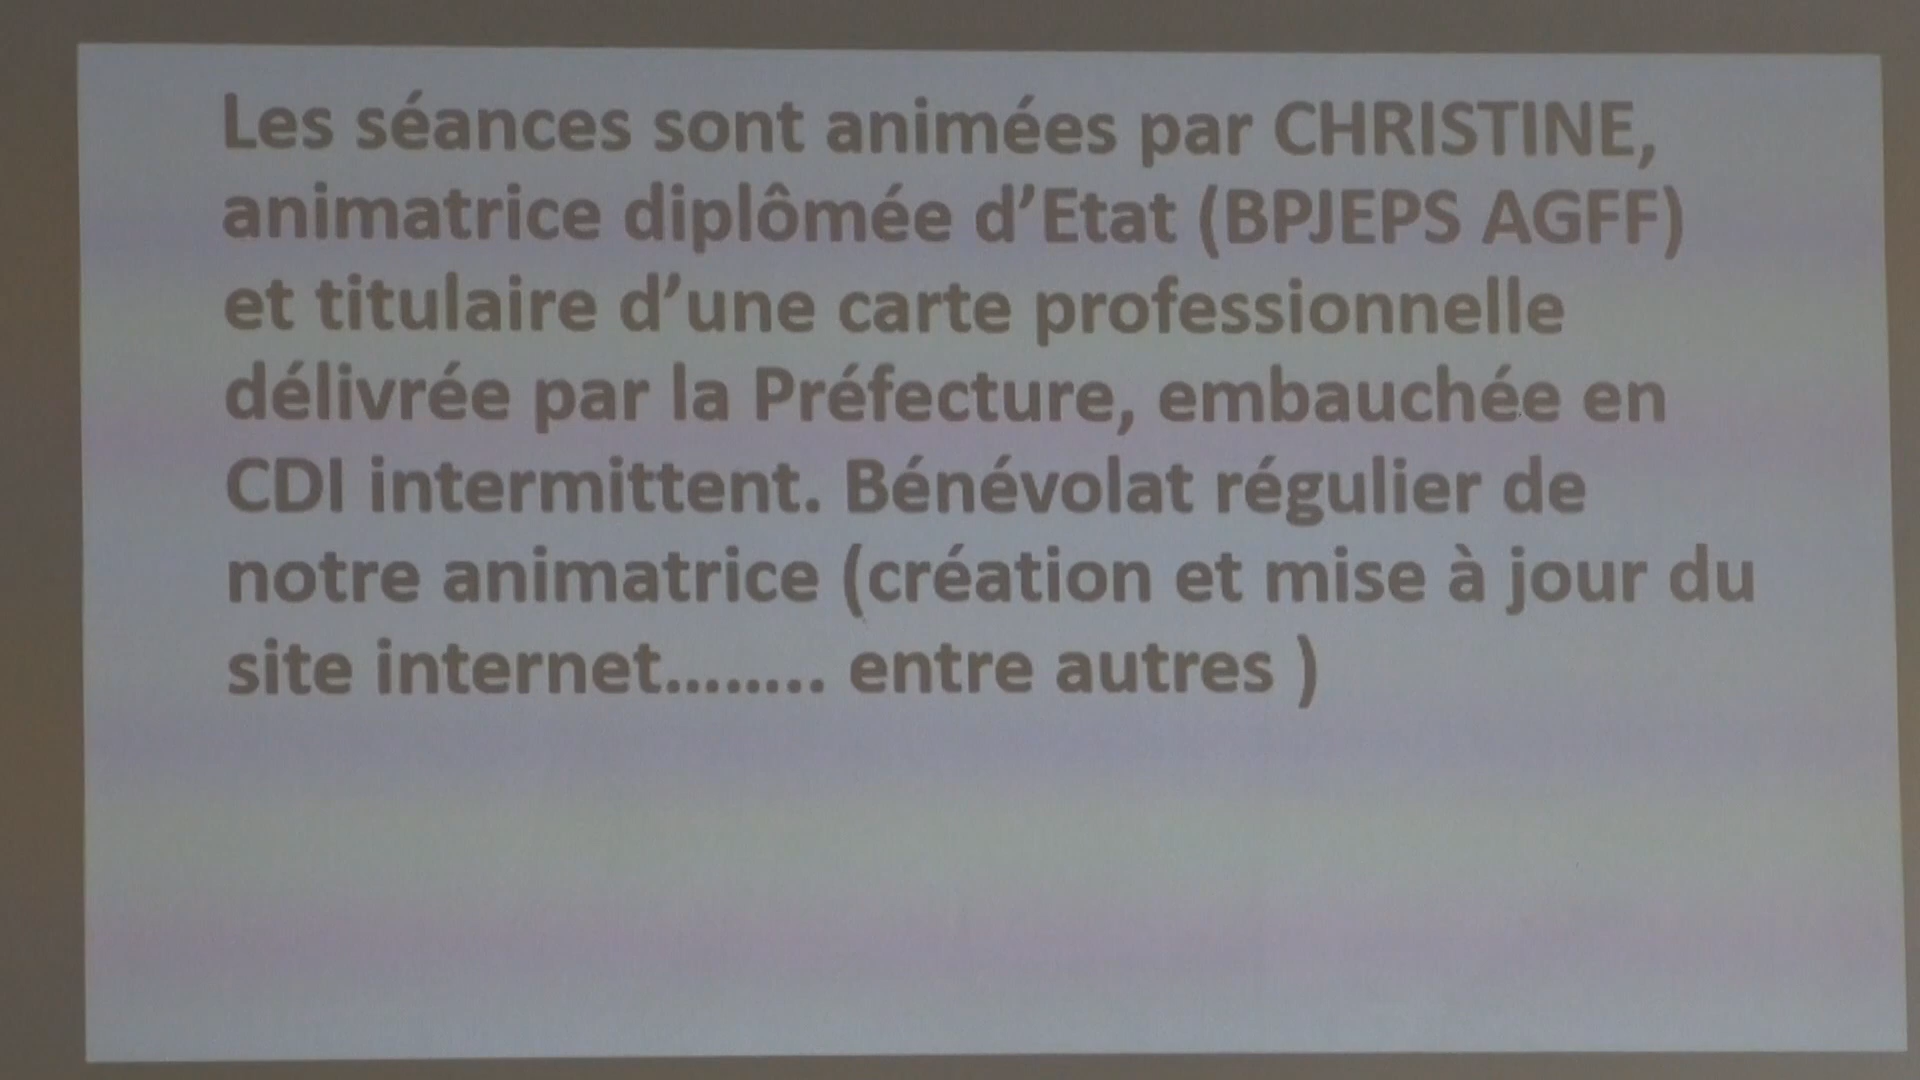 Les séances sont animées par CHRISTINE,
animatrice diplômée d’Etat (BPJEPS AGFF)
et titulaire d’une carte professionnelle
délivrée par la Préfecture, embauchée en
CDI intermittent. Bénévolat régulier de
notre animatrice (création et mise à jour du
site internet........ entre autres )